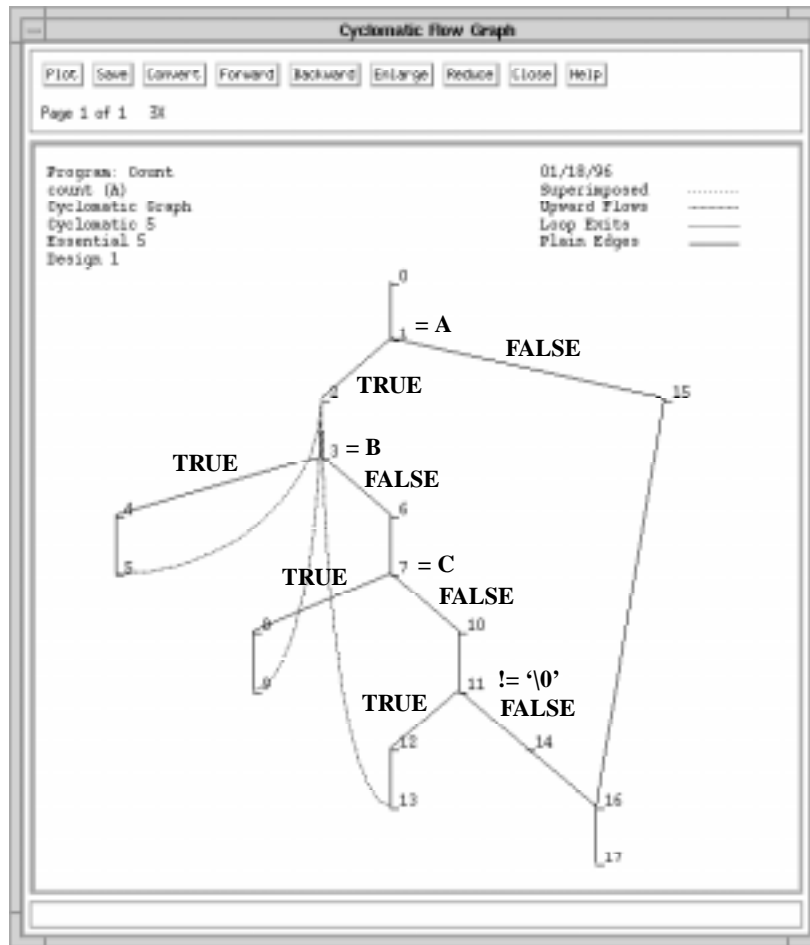 Cyclomatic Flow Graph
Plot Save Convert Forward Backward Enlarge Reduce Close Help
Page 1 of 1 3X
Program: Count
count (A)
Cyclomatic Graph
Cyclomatic 5
Essential 5
Design 1
01/18/96
Superimposed
Upward Flows
Loop Exits
Plain Edges
0
1 = A
FALSE
TRUE
2
15
3 = B
TRUE
FALSE
4
6
5
7 = C
TRUE
FALSE
8
10
9
11 != ‘\0’
TRUE
FALSE
12
14
13
16
17